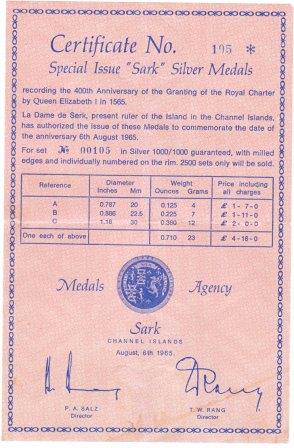 Certificate No. 195 *
Special Issue "Sark" Silver Medals
recording the 400th Anniversary of the Granting of the Royal Charter
by Queen Elizabeth I in 1565.
La Dame de Serk, present ruler of the Island in the Channel Islands,
has authorized the issue of these Medals to commemorate the date of
the anniversary 6th August 1965.
For set № 00195 in Silver 1000/1000 guaranteed, with milled
edges and individually numbered on the rim. 2500 sets only will be sold.
Reference Diameter Weight Price including
Inches M/m Ounces Grams all charges
A 0.787 20 0.125 4 £ 1-7-0
B 0.886 22.5 0.225 7 £ 1-11-0
C 1.18 30 0.360 12 £ 2-0-0
One each of above 0.710 23 £ 4-18-0
Medals Agency
Sark
CHANNEL ISLANDS
August, 6th 1965.
P. A. SALZ T. W. RANG
Director Director